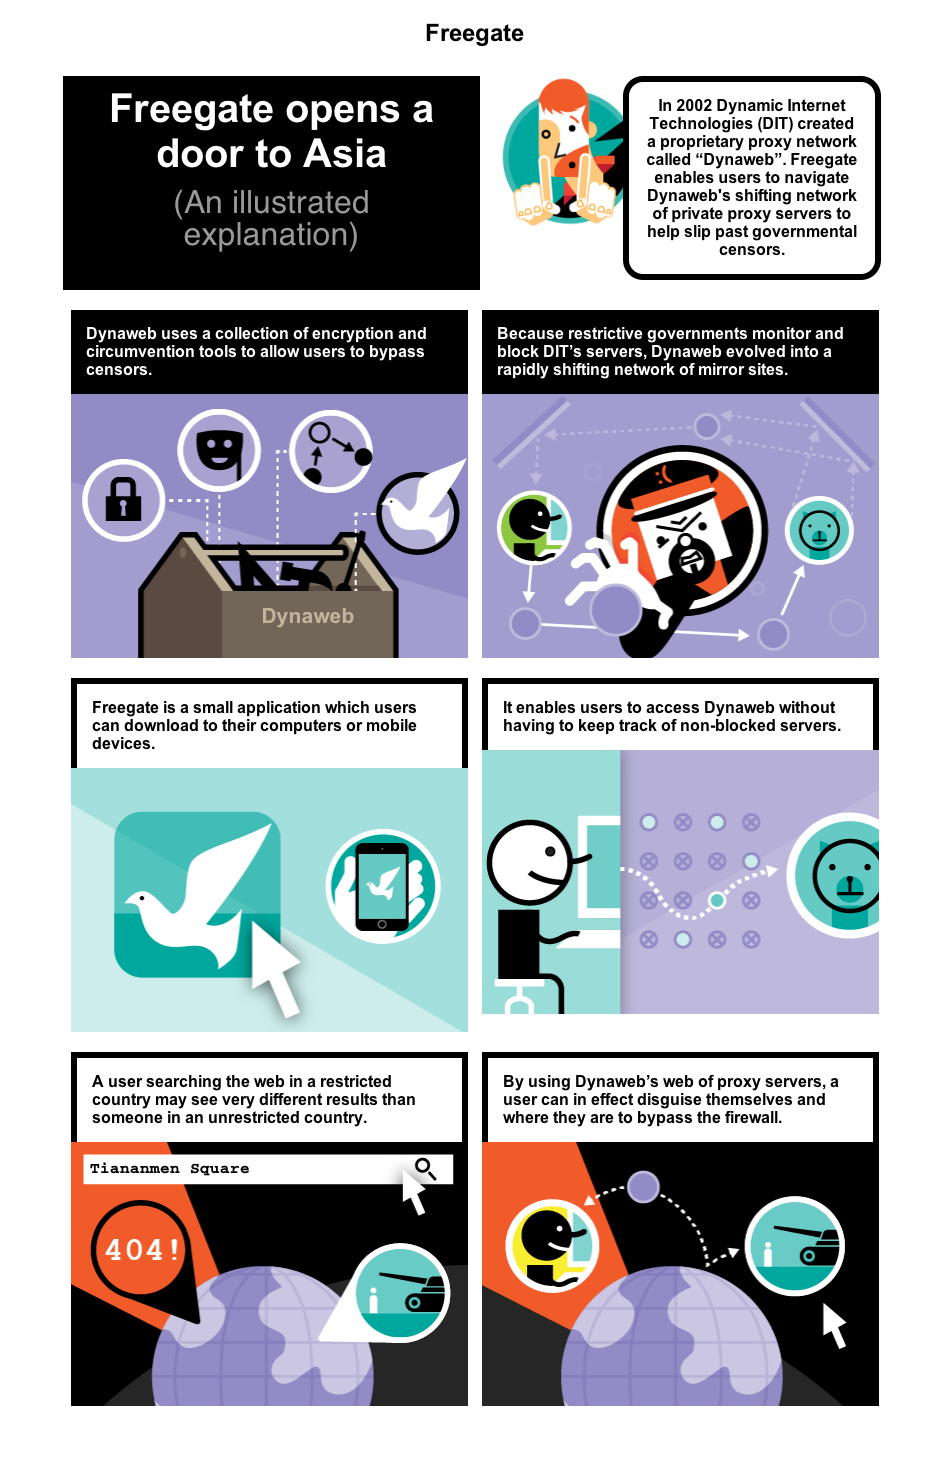 Freegate
Freegate opens a
door to Asia
(An illustrated
explanation)
In 2002 Dynamic Internet
Technologies (DIT) created
a proprietary proxy network
called “Dynaweb”. Freegate
enables users to navigate
Dynaweb's shifting network
of private proxy servers to
help slip past governmental
censors.
Dynaweb uses a collection of encryption and
circumvention tools to allow users to bypass
censors.
Dynaweb
Because restrictive governments monitor and
block DIT’s servers, Dynaweb evolved into a
rapidly shifting network of mirror sites.
Freegate is a small application which users
can download to their computers or mobile
devices.
It enables users to access Dynaweb without
having to keep track of non-blocked servers.
A user searching the web in a restricted
country may see very different results than
someone in an unrestricted country.
Tiananmen Square
404!
By using Dynaweb’s web of proxy servers, a
user can in effect disguise themselves and
where they are to bypass the firewall.